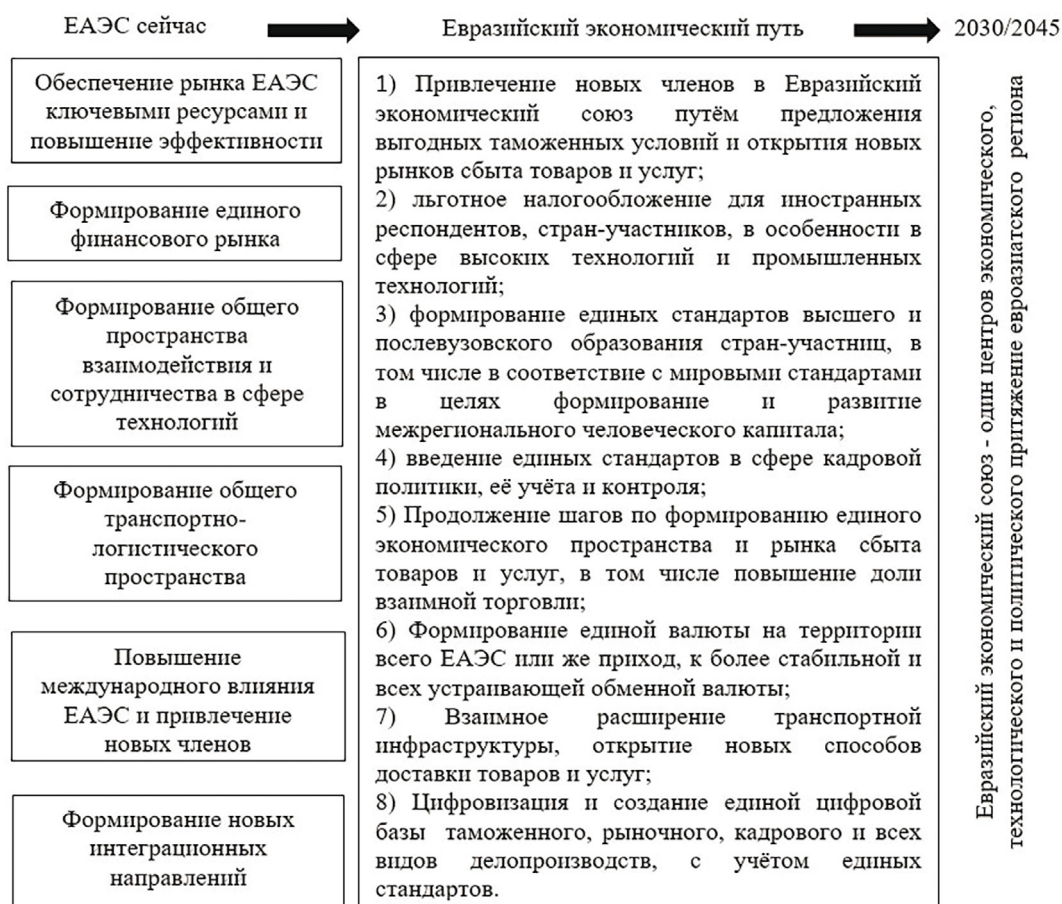 ЕАЭС сейчас
Евразийский экономический путь
2030/2045
Обеспечение рынка ЕАЭС
ключевыми ресурсами и
повышение эффективности
Формирование единого
финансового рынка
Формирование общего
пространства
взаимодействия и
сотрудничества в сфере
технологий
Формирование общего
транспортно-
логистического
пространства
Повышение
международного влияния
ЕАЭС и привлечение
новых членов
Формирование новых
интеграционных
направлений
1) Привлечение новых членов в Евразийский
экономический союз путём предложения
выгодных таможенных условий и открытия новых
рынков сбыта товаров и услуг;
2) льготное налогообложение для иностранных
респондентов, стран-участников, в особенности в
сфере высоких технологий и промышленных
технологий;
3) формирование единых стандартов высшего и
послевузовского образования стран-участниц, в
том числе в соответствие с мировыми стандартами
в целях формирование и развитие
межрегионального человеческого капитала;
4) введение единых стандартов в сфере кадровой
политики, её учёта и контроля;
5) Продолжение шагов по формированию единого
экономического пространства и рынка сбыта
товаров и услуг, в том числе повышение доли
взаимной торговли;
6) Формирование единой валюты на территории
всего ЕАЭС или же приход, к более стабильной и
всех устраивающей обменной валюты;
7) Взаимное расширение транспортной
инфраструктуры, открытие новых способов
доставки товаров и услуг;
8) Цифровизация и создание единой цифровой
базы таможенного, рыночного, кадрового и всех
видов делопроизводств, с учётом единых
стандартов.
Евразийский экономический союз - один центров экономического,
технологического и политического притяжение евроазиатского региона